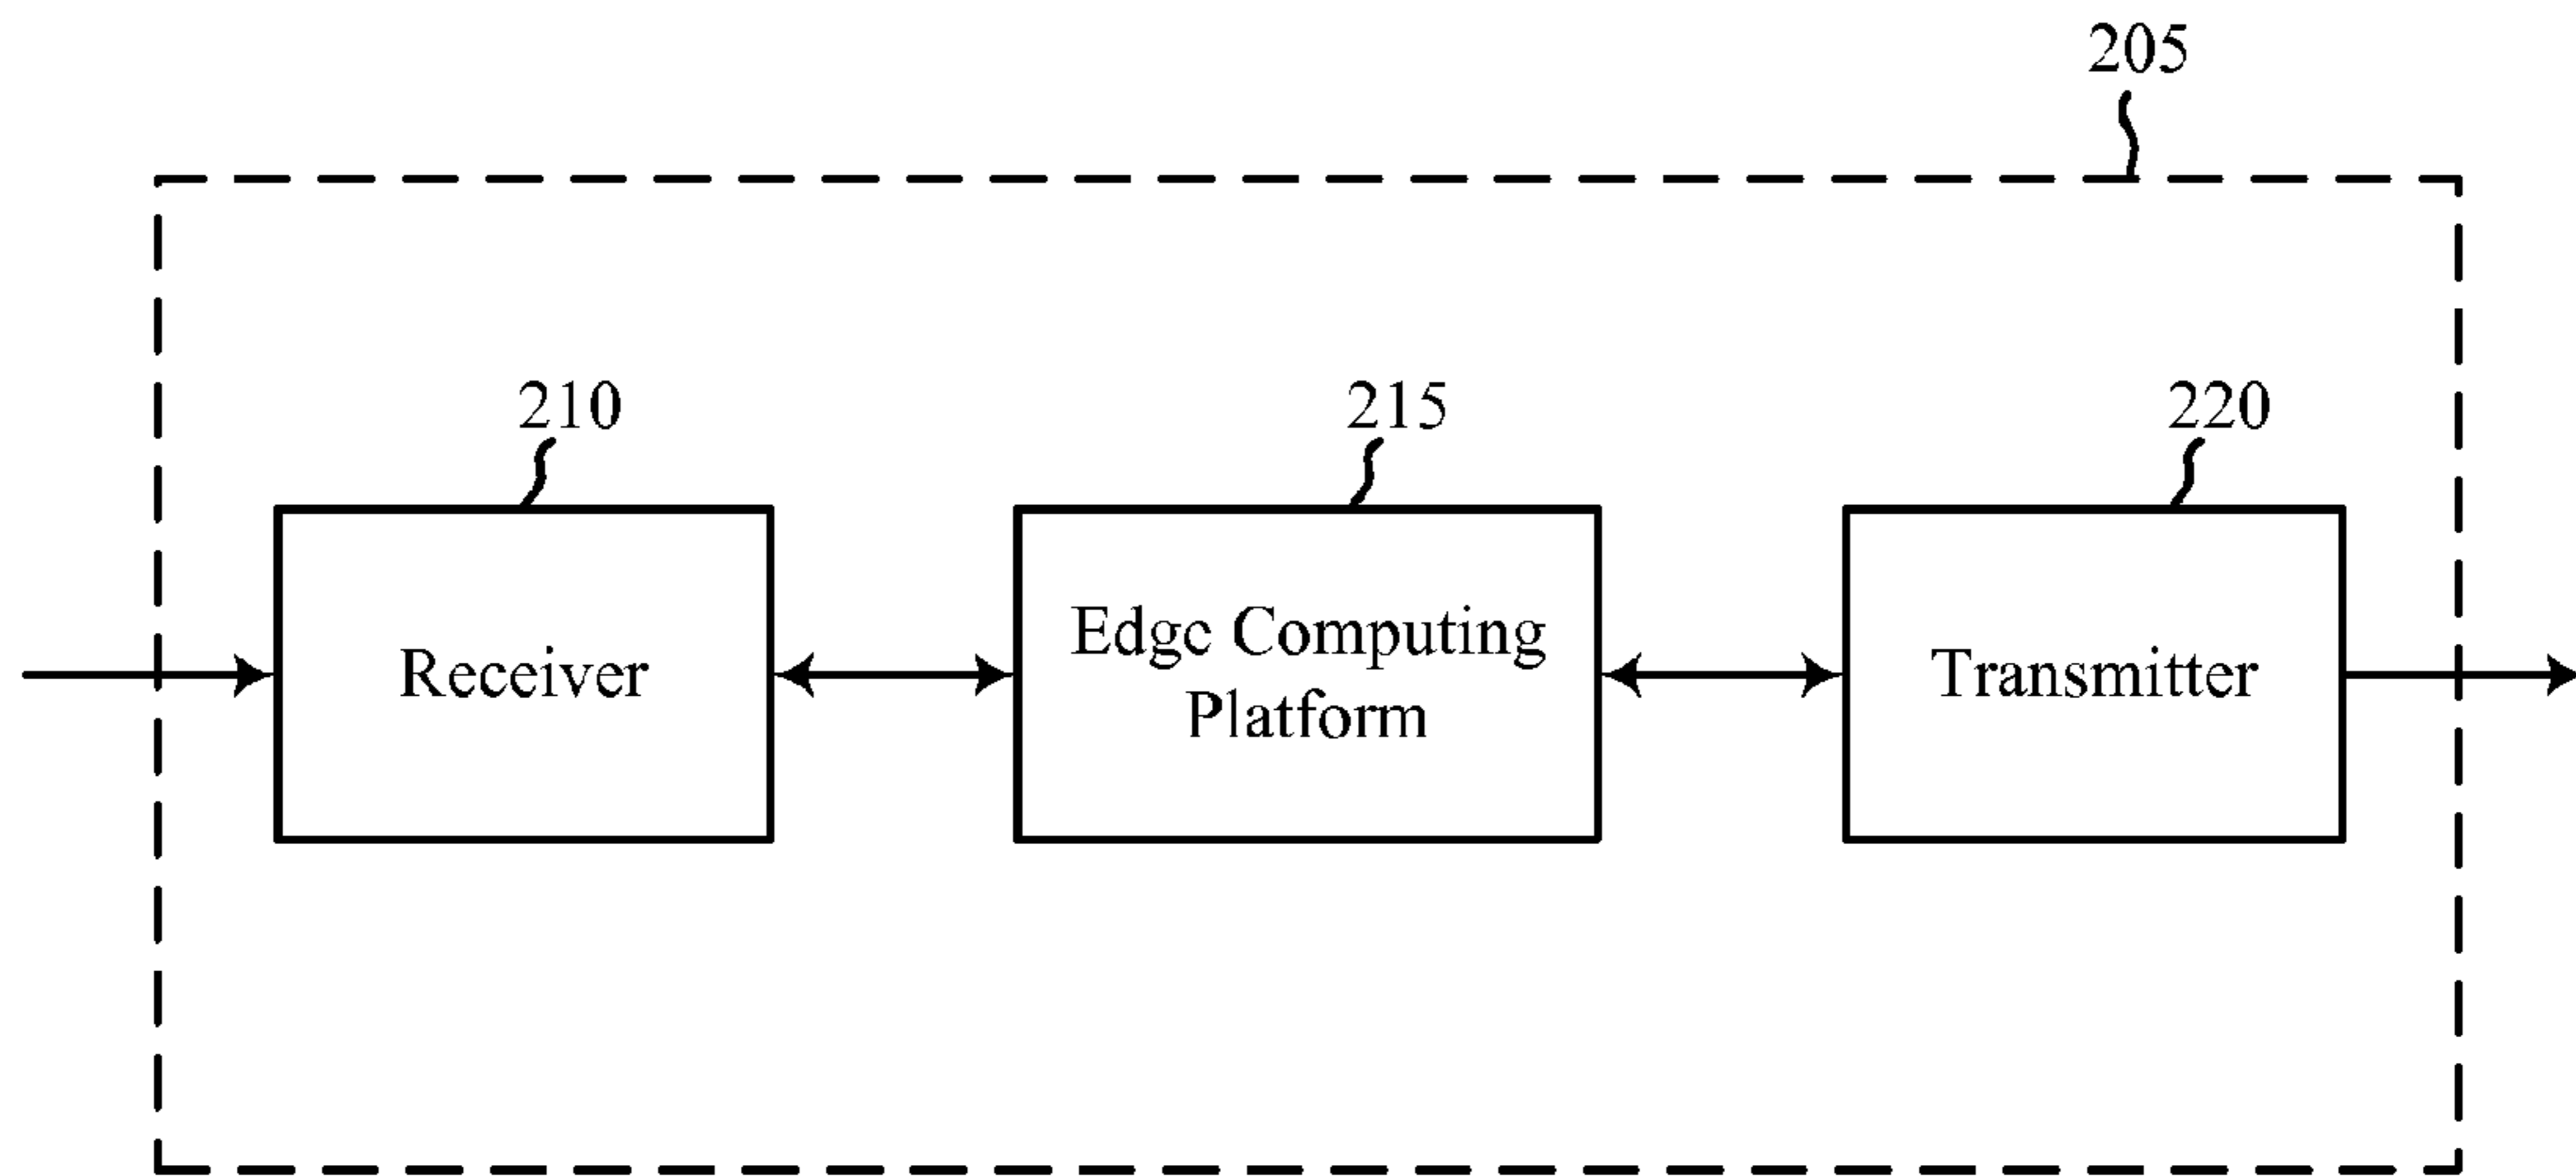 205
210
215
220
Receiver
Edge Computing
Platform
Transmitter